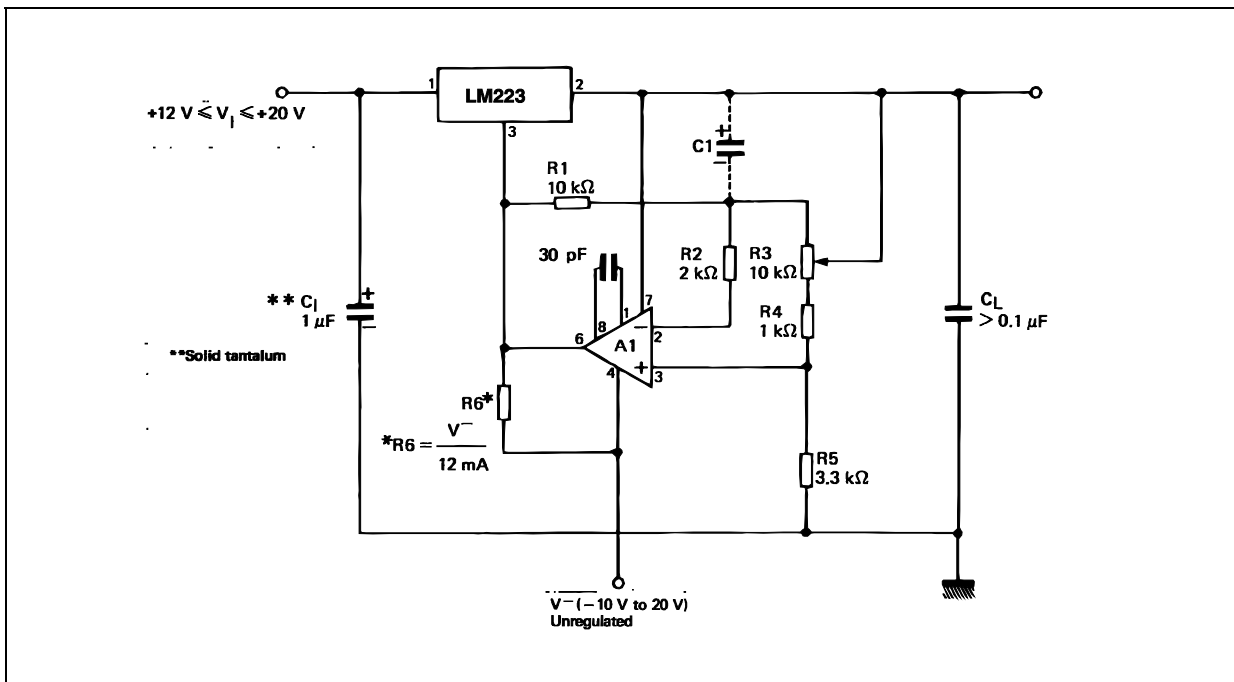 1
LM223
2
3
+12 V ≤ V_I ≤ +20 V
C1
+
−
R1
10 kΩ
30 pF
R2
2 kΩ
R3
10 kΩ
R4
1 kΩ
**C_I
1 μF
+
−
**Solid tantalum
8
1
7
6
A1
−
2
+
3
4
C_L
> 0.1 μF
R6*
*R6 = V⁻
12 mA
R5
3.3 kΩ
V⁻ (−10 V to 20 V)
Unregulated